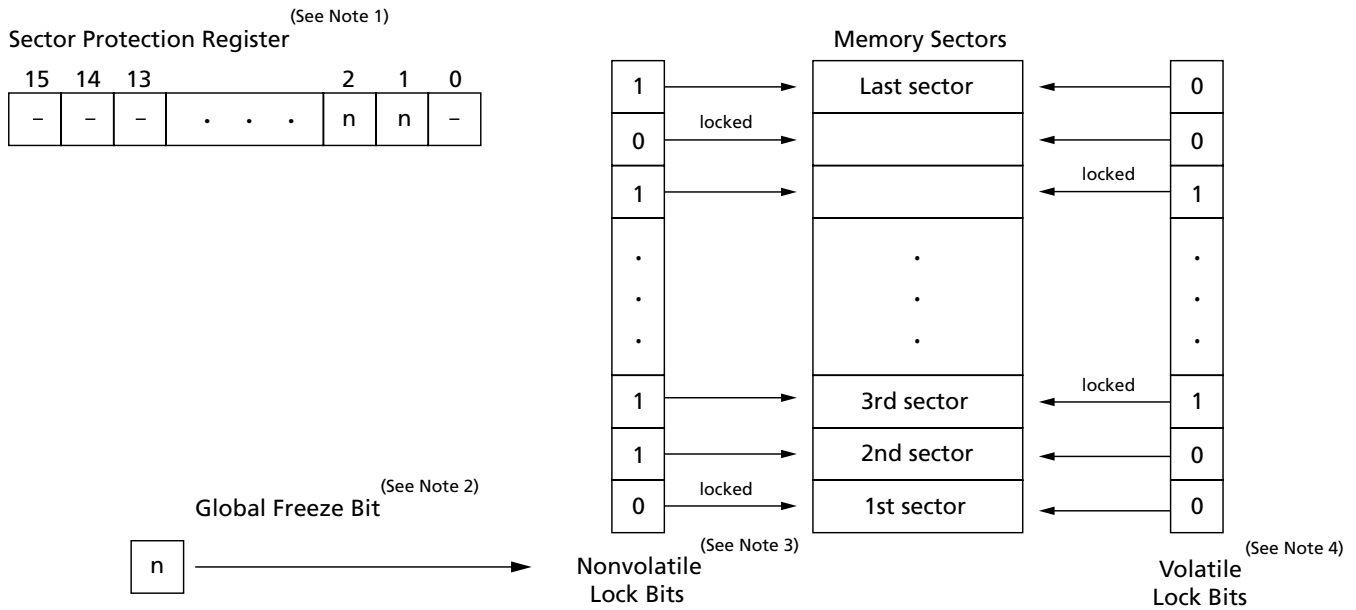 (See Note 1)
Sector Protection Register
15 14 13 2 1 0
– – – · · · n n –
Memory Sectors
1 Last sector 0
locked
0 0
locked
1 1
· · ·
· · ·
· · ·
locked
1 3rd sector 1
1 2nd sector 0
locked
0 1st sector 0
Global Freeze Bit (See Note 2)
n
Nonvolatile
Lock Bits
(See Note 3)
Volatile
Lock Bits
(See Note 4)